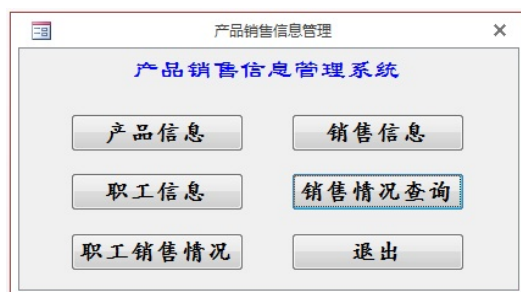 产品销售信息管理
产品销售信息管理系统
产品信息 销售信息
职工信息 销售情况查询
职工销售情况 退出